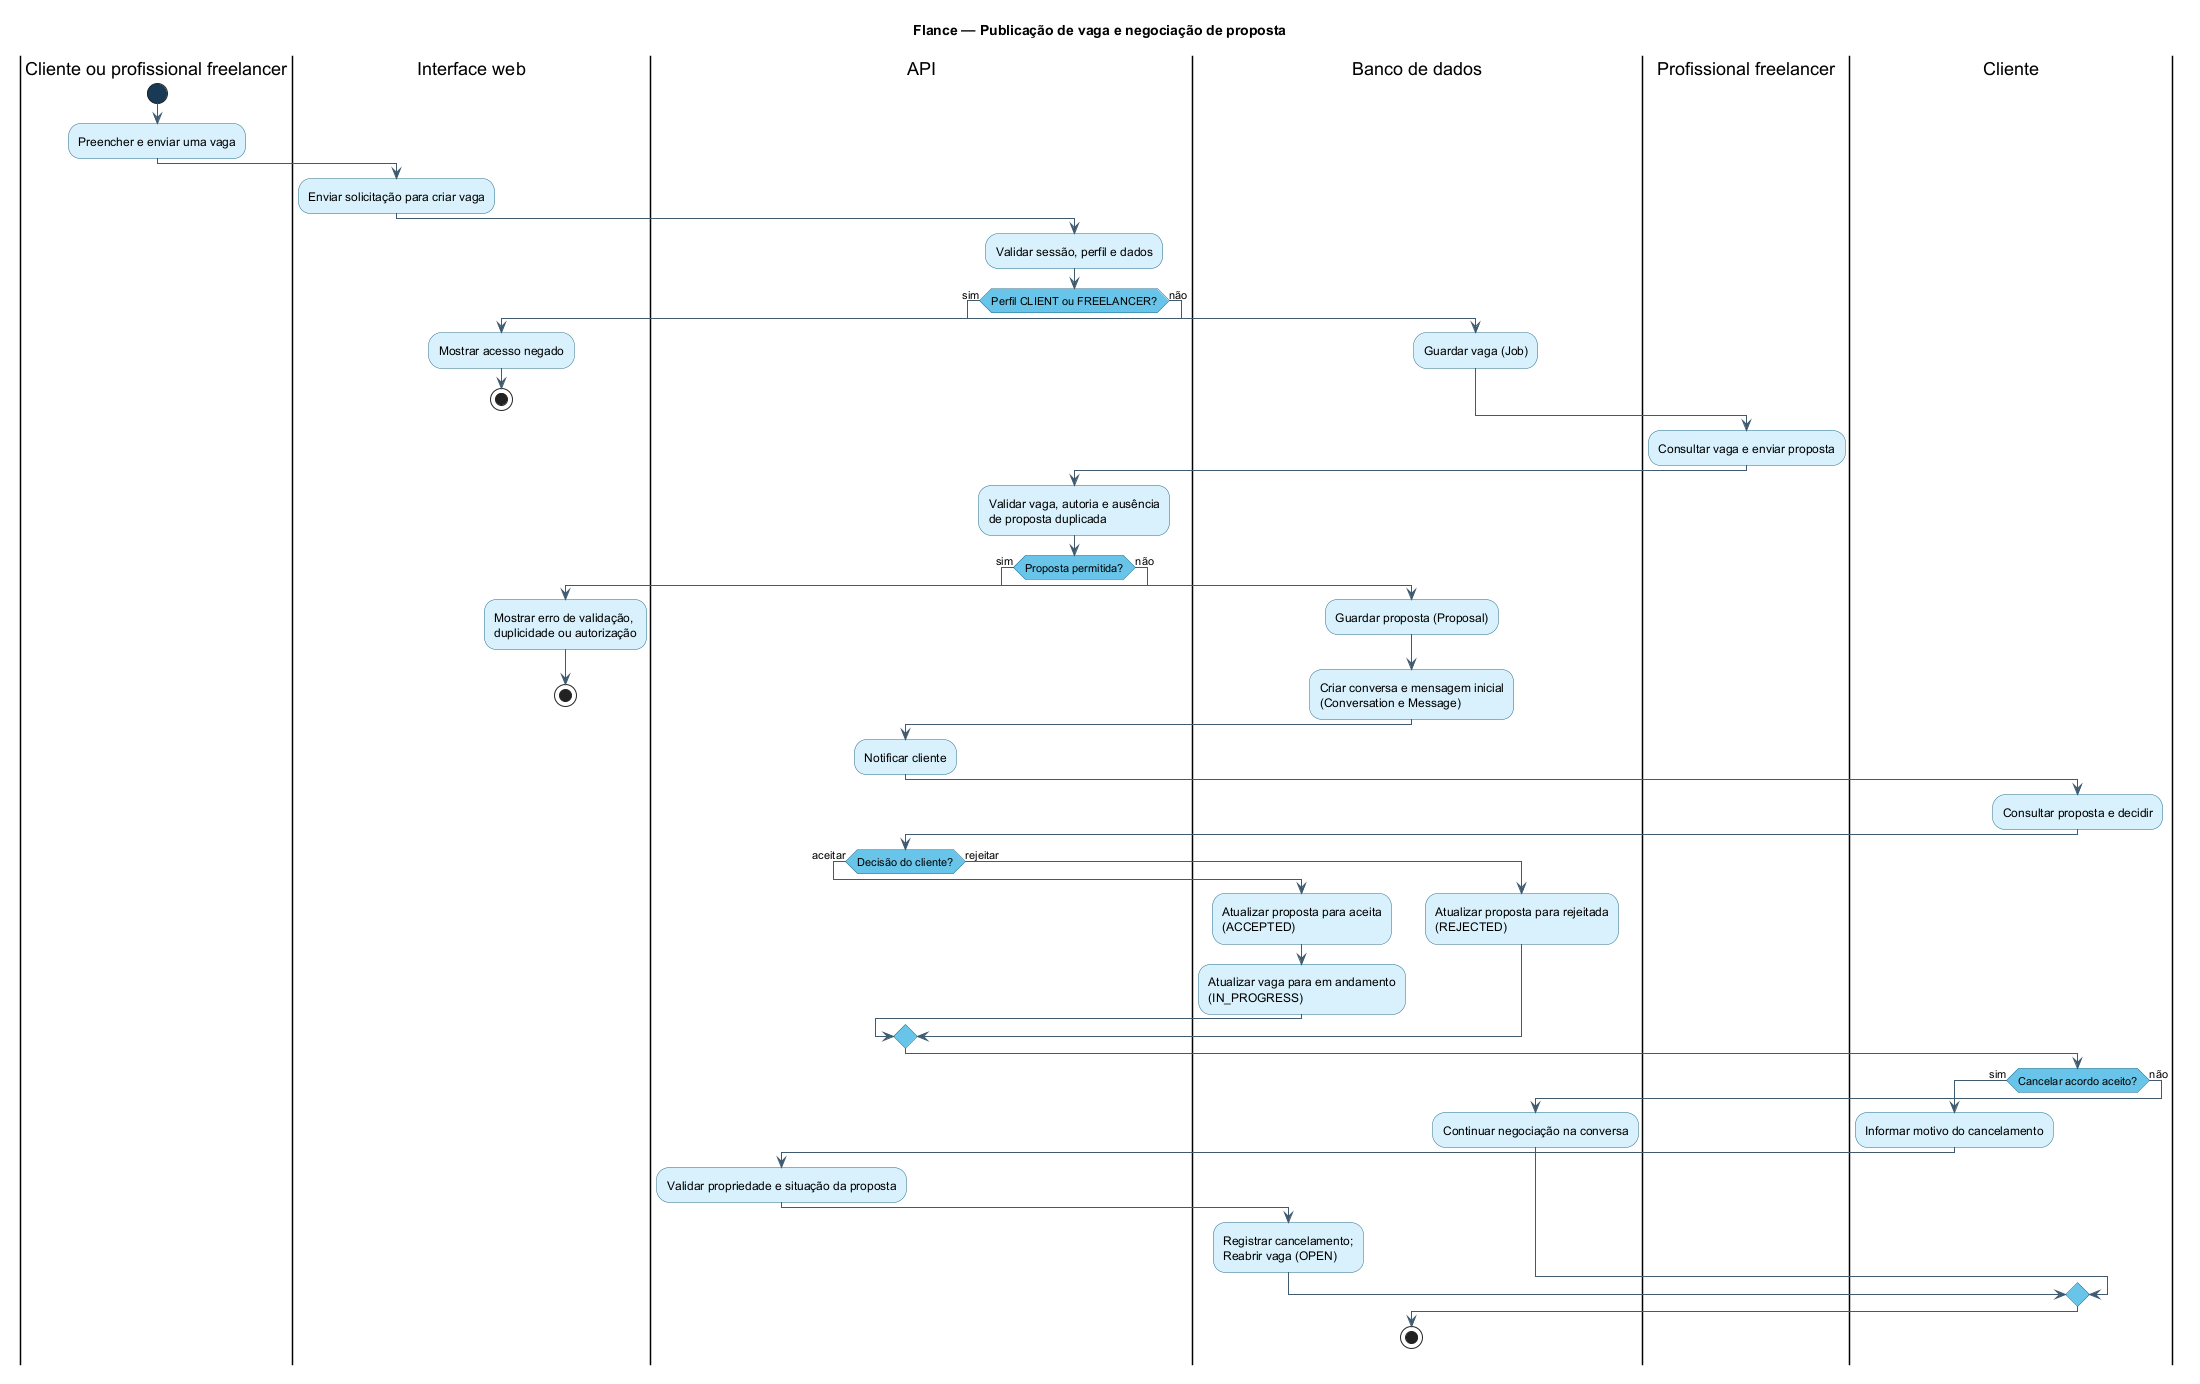 Flance — Publicação de vaga e negociação de proposta
Cliente ou profissional freelancer
Interface web
API
Banco de dados
Profissional freelancer
Cliente
Preencher e enviar uma vaga
Enviar solicitação para criar vaga
Validar sessão, perfil e dados
sim
Perfil CLIENT ou FREELANCER?
não
Mostrar acesso negado
Guardar vaga (Job)
Consultar vaga e enviar proposta
Validar vaga, autoria e ausência
de proposta duplicada
sim
Proposta permitida?
não
Mostrar erro de validação,
duplicidade ou autorização
Guardar proposta (Proposal)
Criar conversa e mensagem inicial
(Conversation e Message)
Notificar cliente
Consultar proposta e decidir
aceitar
Decisão do cliente?
rejeitar
Atualizar proposta para aceita
(ACCEPTED)
Atualizar proposta para rejeitada
(REJECTED)
Atualizar vaga para em andamento
(IN_PROGRESS)
sim
Cancelar acordo aceito?
não
Continuar negociação na conversa
Informar motivo do cancelamento
Validar propriedade e situação da proposta
Registrar cancelamento;
Reabrir vaga (OPEN)